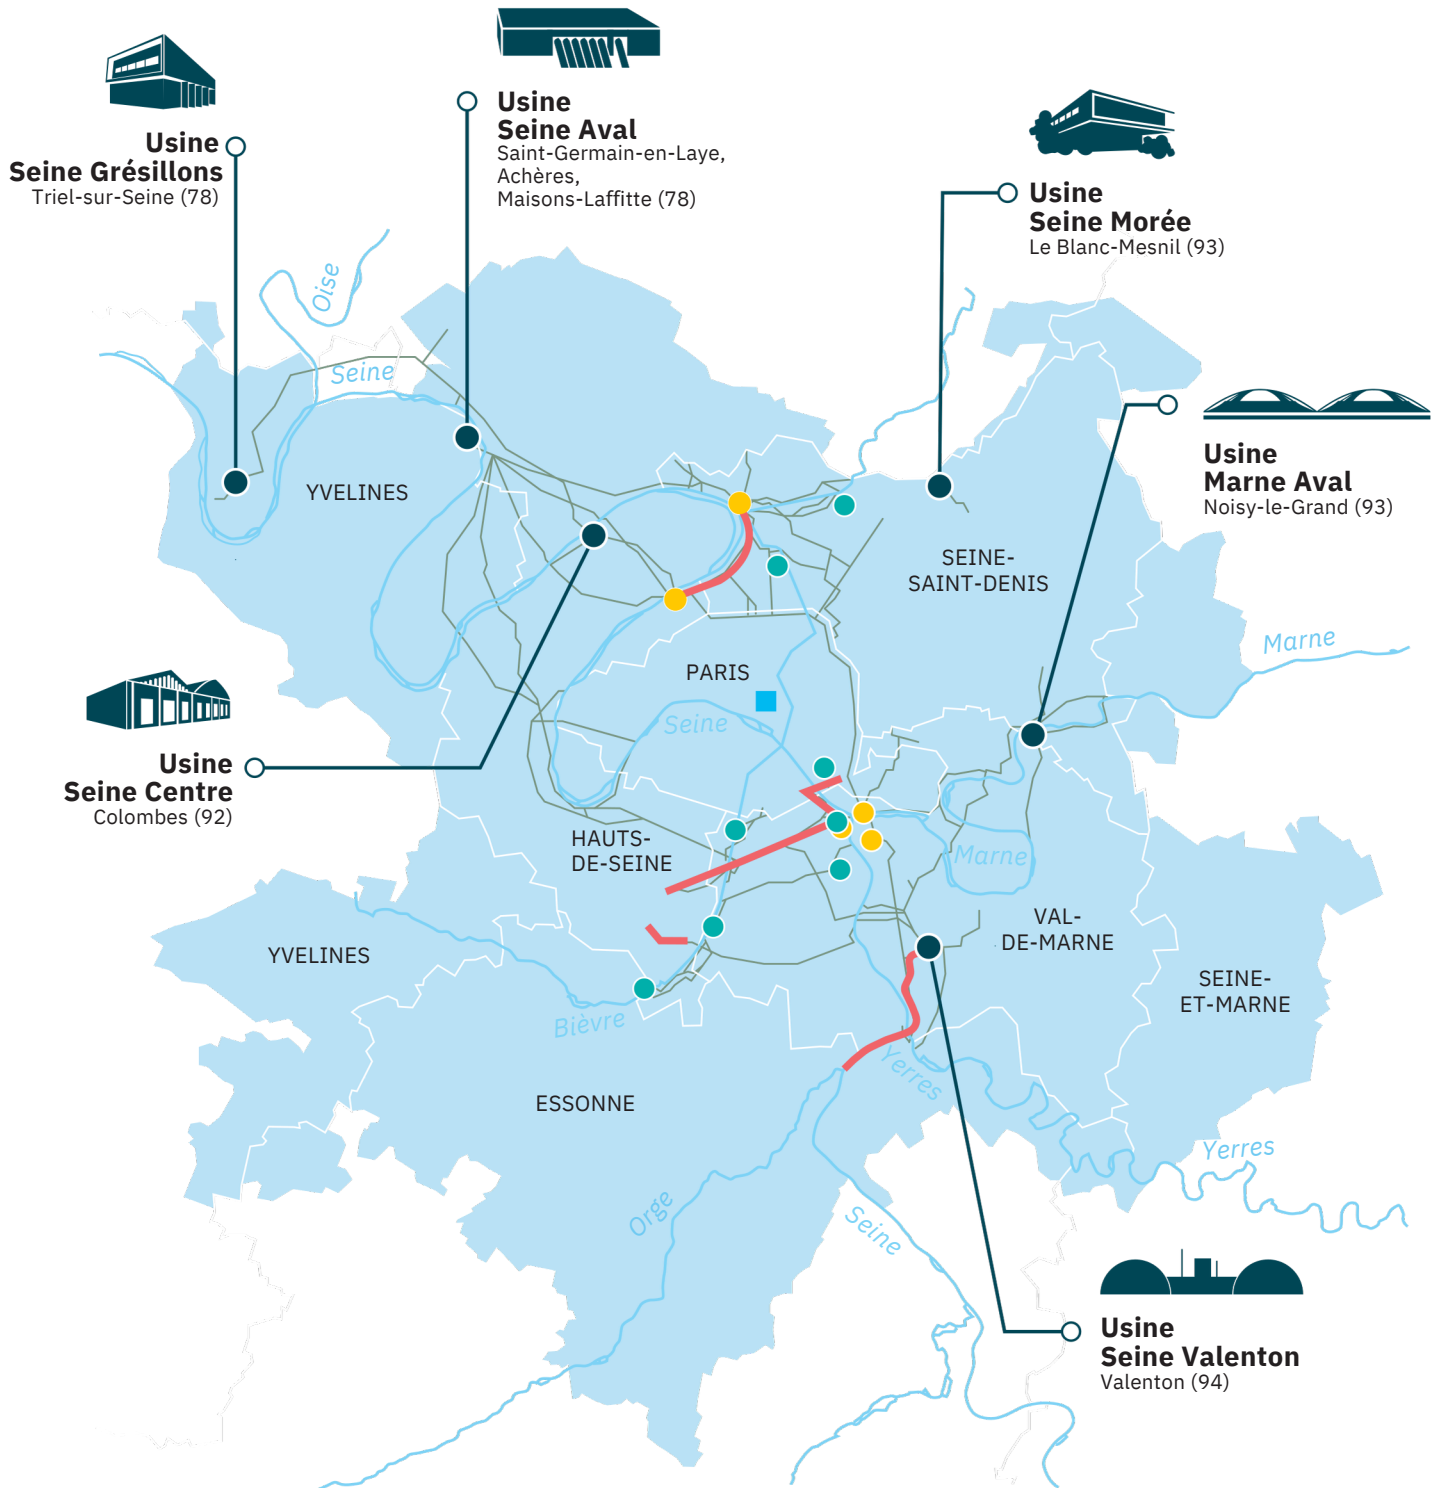 Usine
Seine Aval
Saint-Germain-en-Laye,
Achères,
Maisons-Laffitte (78)
Usine
Seine Grésillons
Triel-sur-Seine (78)
Usine
Seine Morée
Le Blanc-Mesnil (93)
Oise
Seine
Usine
Marne Aval
Noisy-le-Grand (93)
YVELINES
SEINE-
SAINT-DENIS
Marne
PARIS
Seine
Usine
Seine Centre
Colombes (92)
HAUTS-
DE-SEINE
Marne
VAL-
DE-MARNE
YVELINES
SEINE-
ET-MARNE
Bièvre
Yerres
ESSONNE
Yerres
Orge
Seine
Usine
Seine Valenton
Valenton (94)